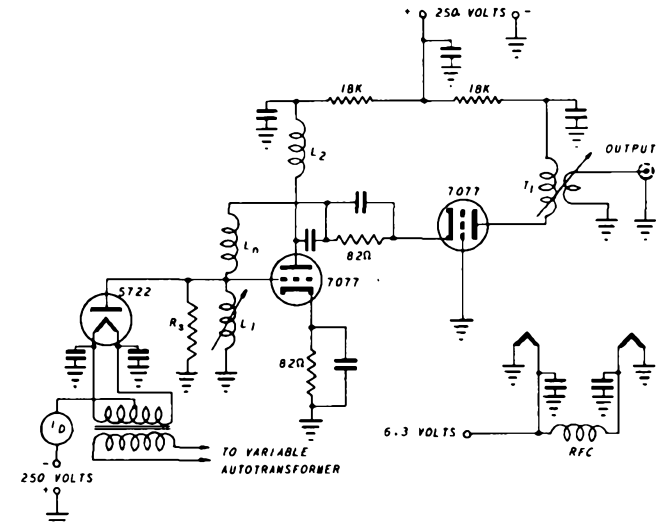 + 250 VOLTS -
18K
18K
L2
OUTPUT
T1
7077
Ln
82Ω
7077
5722
R3
L1
82Ω
ID
-
250 VOLTS
+
TO VARIABLE
AUTOTRANSFORMER
6.3 VOLTS
RFC